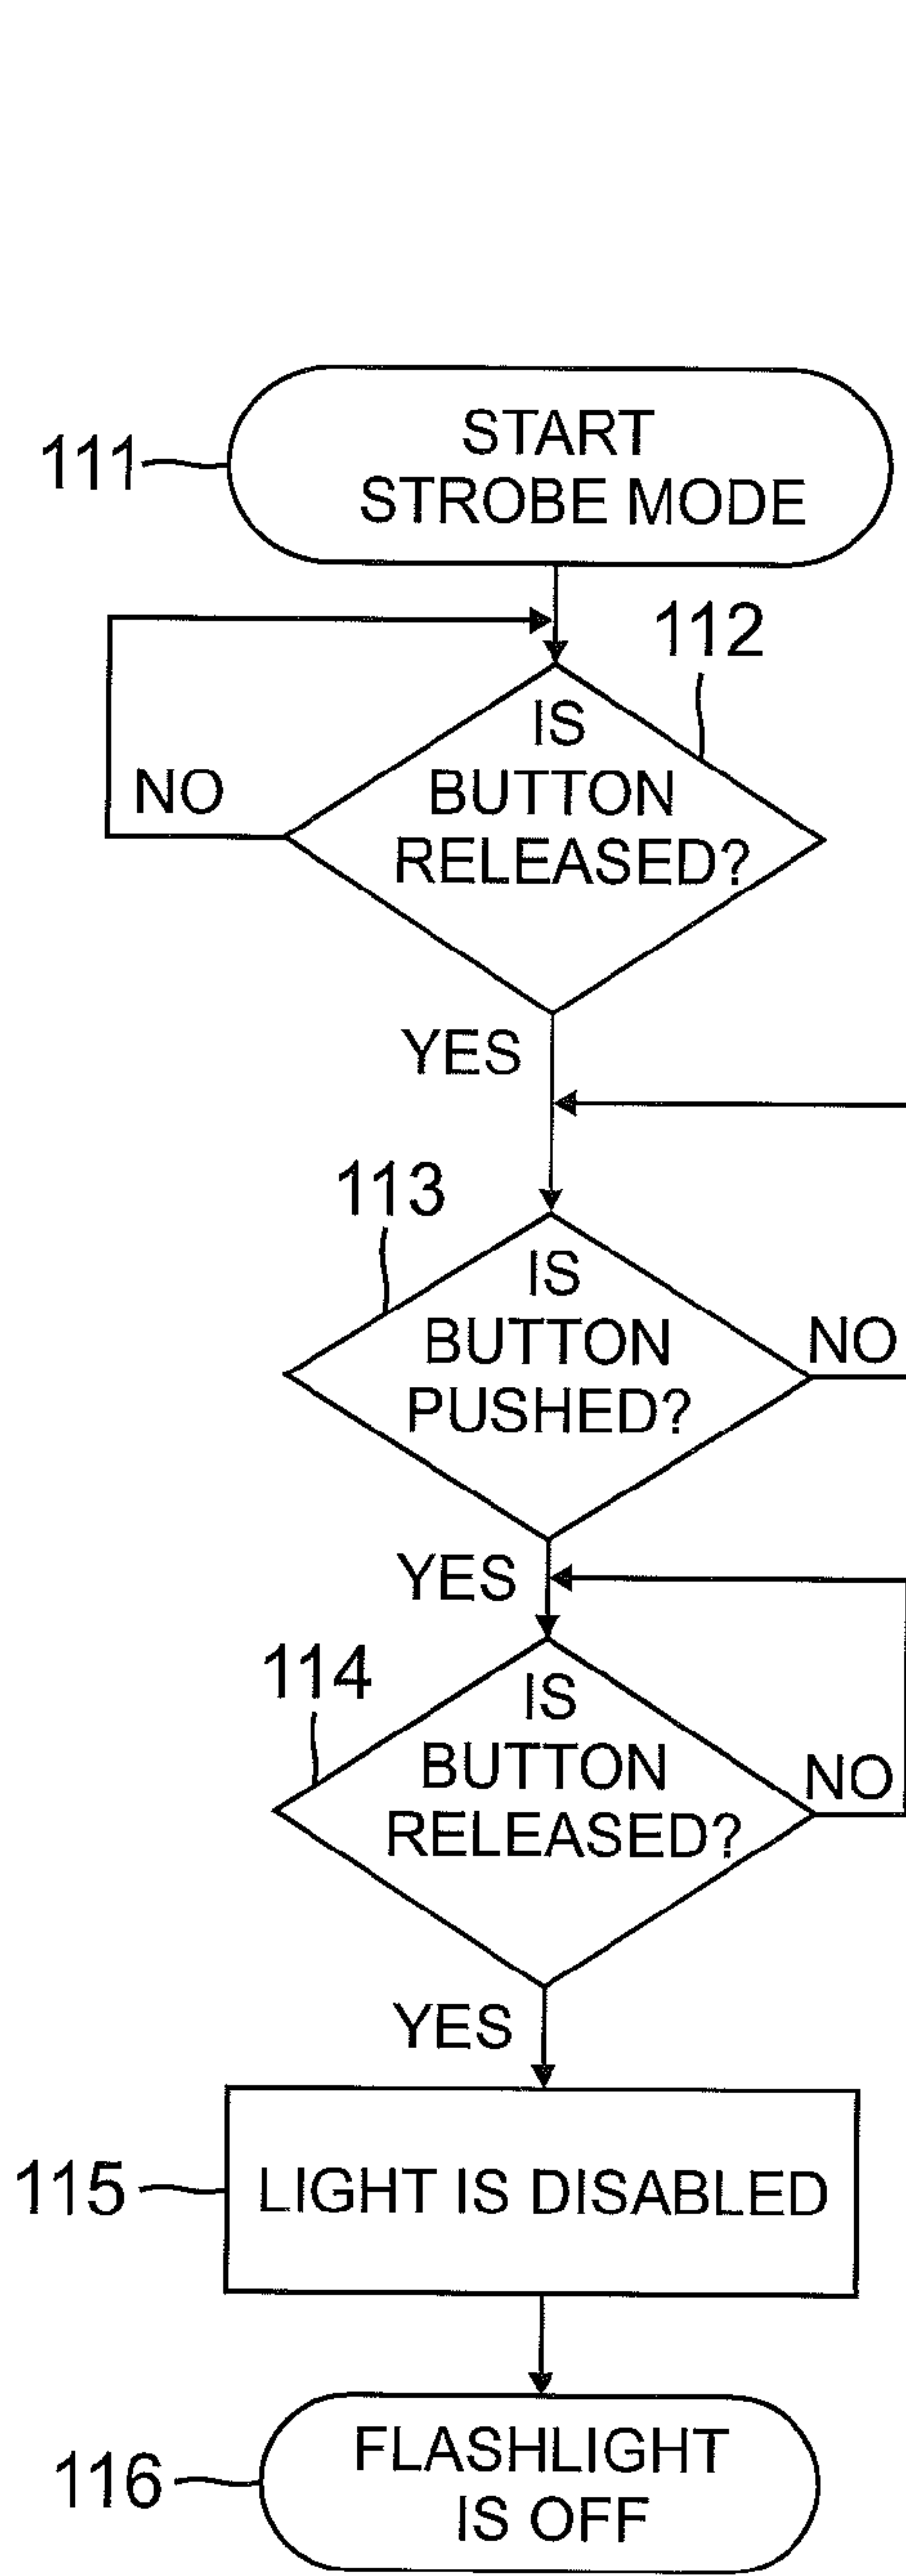 START
111
STROBE MODE
112
IS
NO
BUTTON
RELEASED?
YES
113
IS
BUTTON
NO
PUSHED?
YES
114
IS
BUTTON
NO
RELEASED?
YES
115
LIGHT IS DISABLED
FLASHLIGHT
116
IS OFF